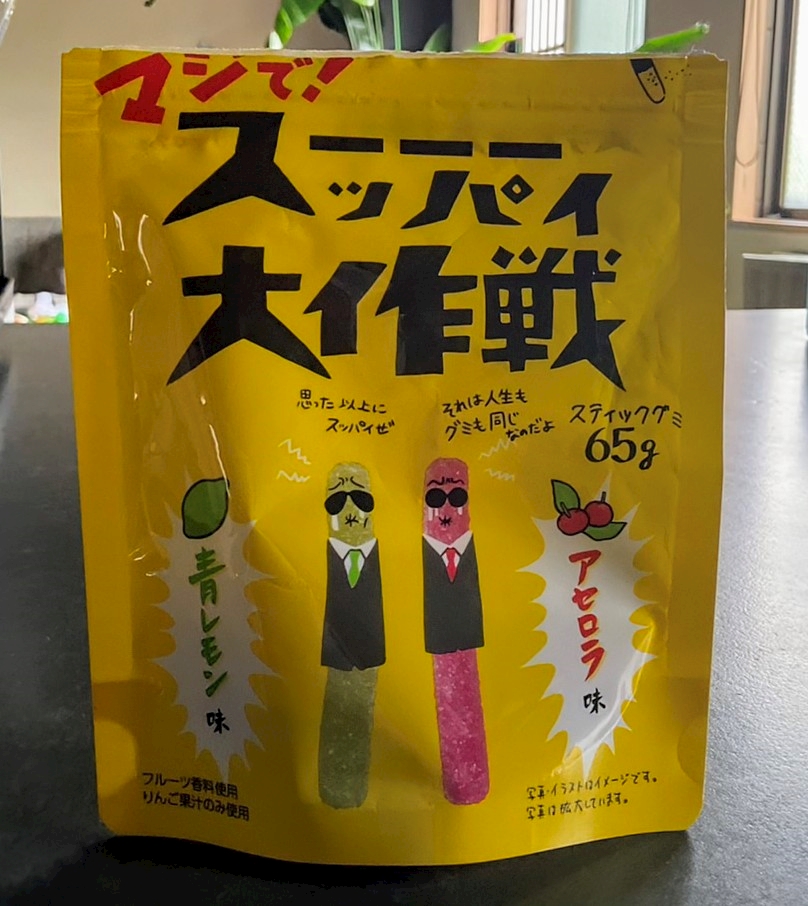 マジで！
スッパイ
大作戦
思った以上に
スッパイぜ
それは人生も
グミも同じ
なのだよ
スティックグミ
65g
青レモン味
アセロラ味
フルーツ香料使用
りんご果汁のみ使用
写真・イラストはイメージです。
写真は拡大しています。